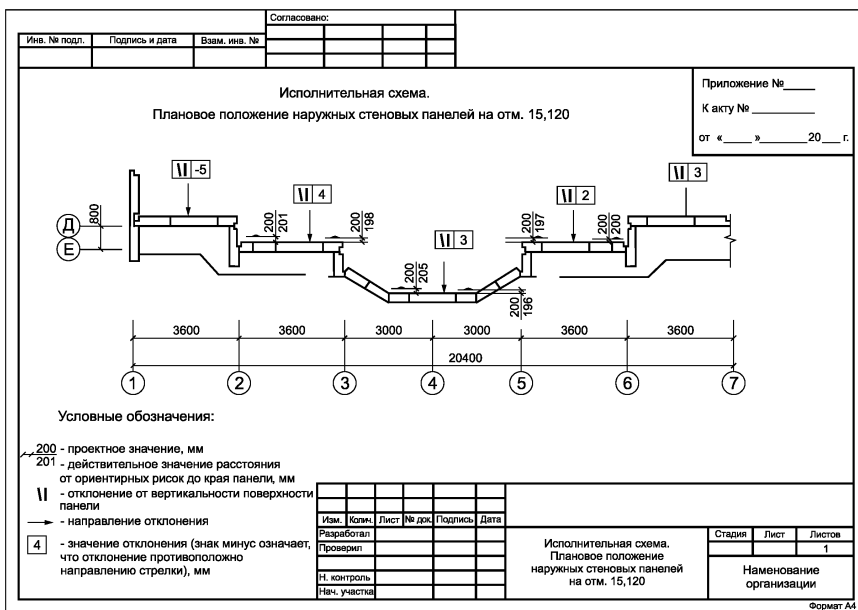 Согласовано:
Инв. № подл. Подпись и дата Взам. инв. №
Исполнительная схема.
Плановое положение наружных стеновых панелей на отм. 15,120
Приложение №_____
К акту № __________
от «____ »________20___ г.
-5
4
3
2
3
Д
Е
800
200
201
200
198
200
205
200
197
200
200
200
196
3600 3600 3000 3000 3600 3600
20400
1 2 3 4 5 6 7
Условные обозначения:
200 - проектное значение, мм
201 - действительное значение расстояния
от ориентирных рисок до края панели, мм
- отклонение от вертикальности поверхности
панели
- направление отклонения
4 - значение отклонения (знак минус означает,
что отклонение противоположно
направлению стрелки), мм
Изм. Колич. Лист № док. Подпись Дата
Разработал
Проверил
Н. контроль
Нач. участка
Исполнительная схема.
Плановое положение
наружных стеновых панелей
на отм. 15,120
Стадия Лист Листов
1
Наименование
организации
Формат А4